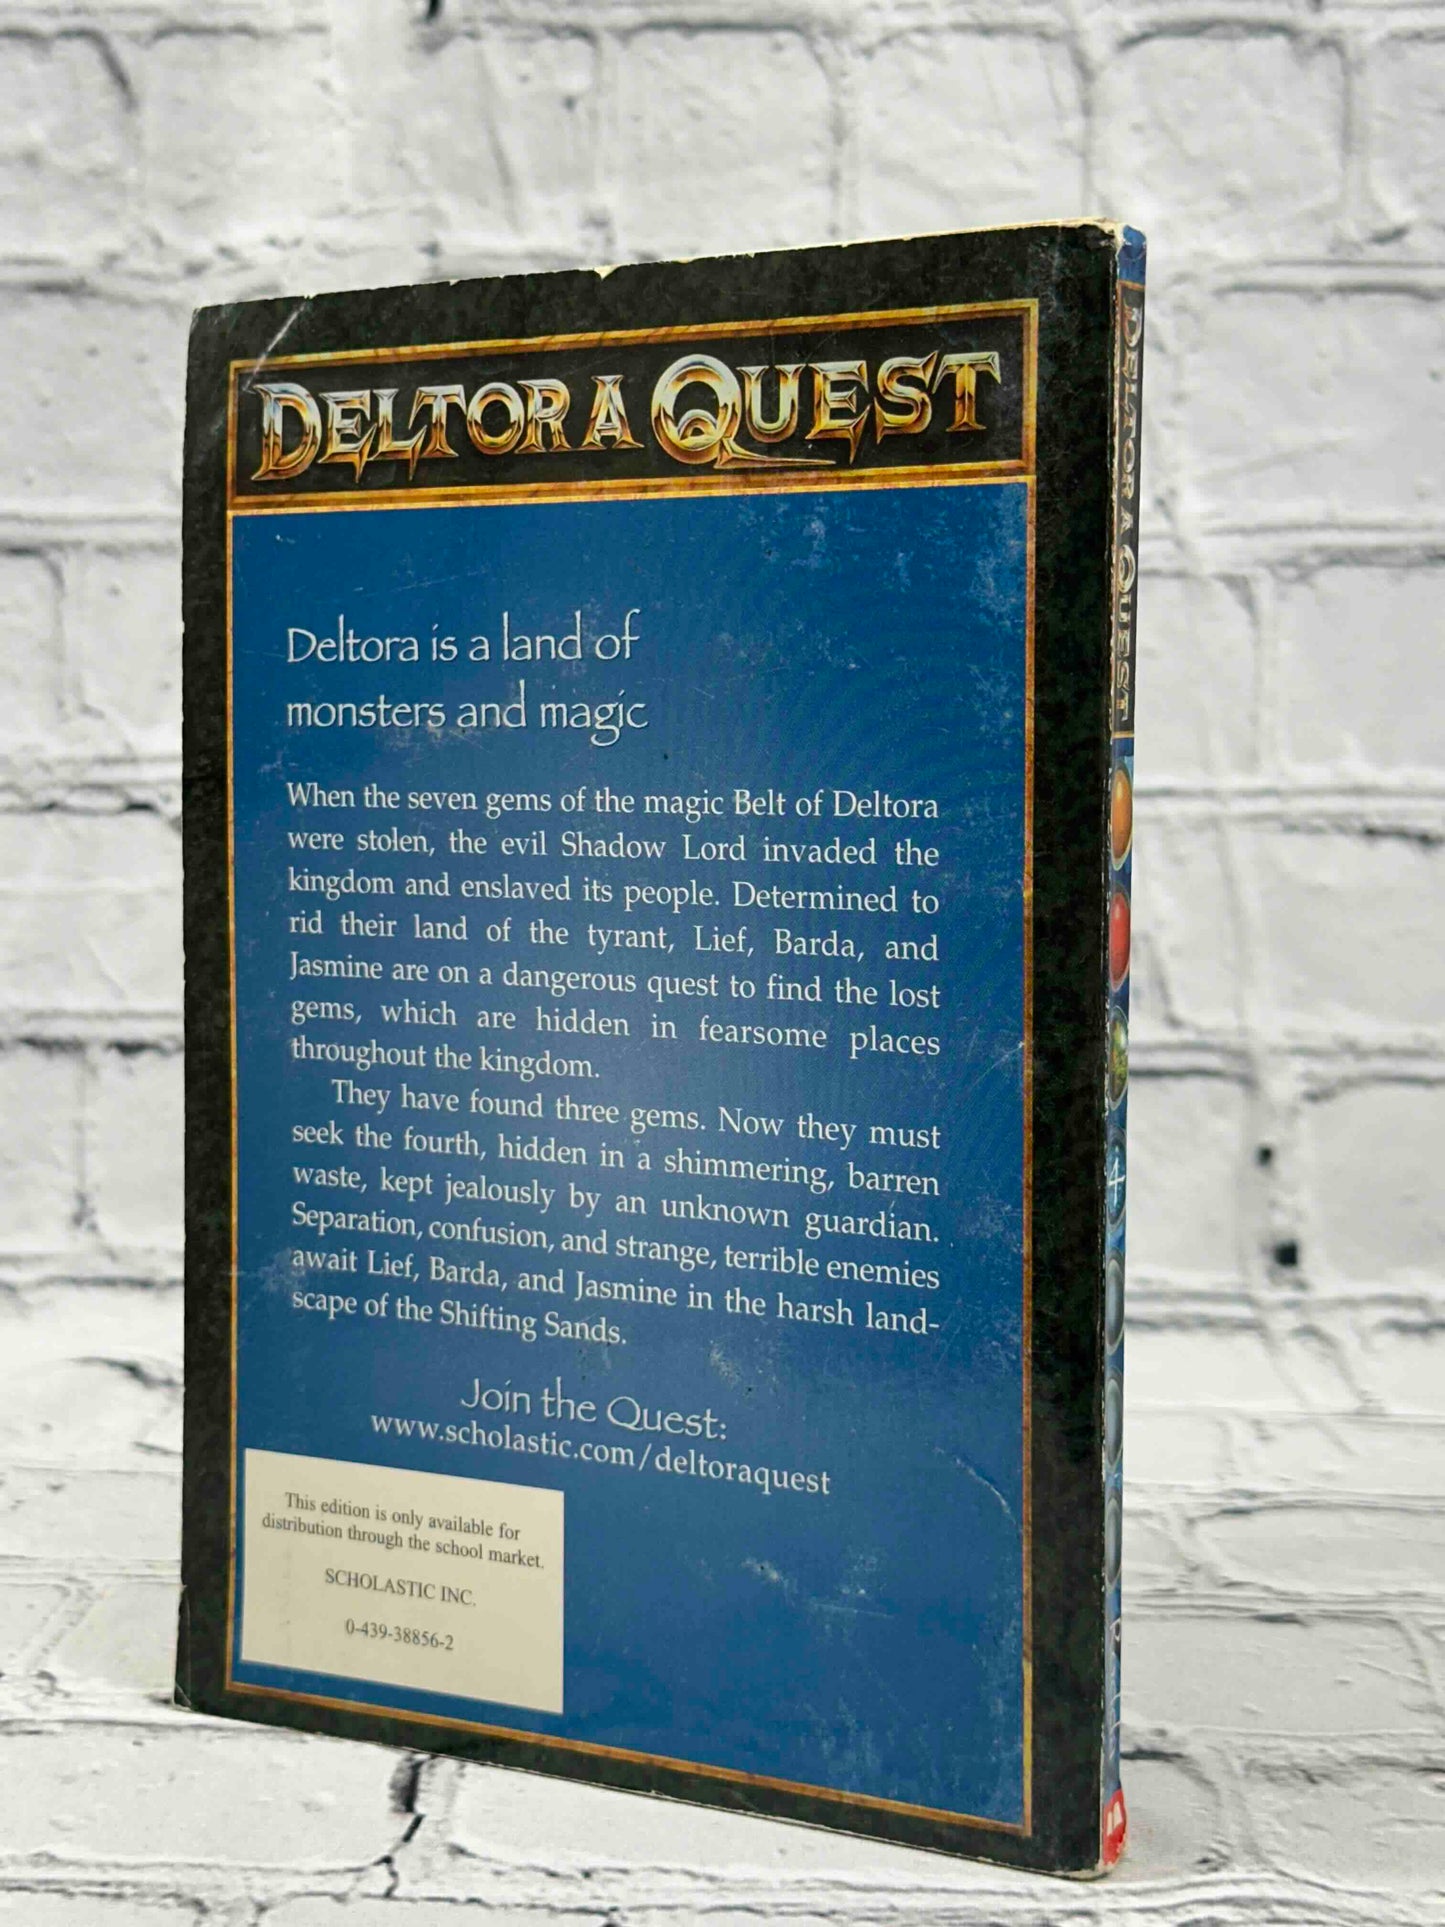 DELTORA QUEST
Deltora is a land of
monsters and magic
When the seven gems of the magic Belt of Deltora
were stolen, the evil Shadow Lord invaded the
kingdom and enslaved its people. Determined to
rid their land of the tyrant, Lief, Barda, and
Jasmine are on a dangerous quest to find the lost
gems, which are hidden in fearsome places
throughout the kingdom.
They have found three gems. Now they must
seek the fourth, hidden in a shimmering, barren
waste, kept jealously by an unknown guardian.
Separation, confusion, and strange, terrible enemies
await Lief, Barda, and Jasmine in the harsh land-
scape of the Shifting Sands.
Join the Quest:
www.scholastic.com/deltoraquest
This edition is only available for
distribution through the school market.
SCHOLASTIC INC.
0-439-38856-2
DELTORA QUEST
4